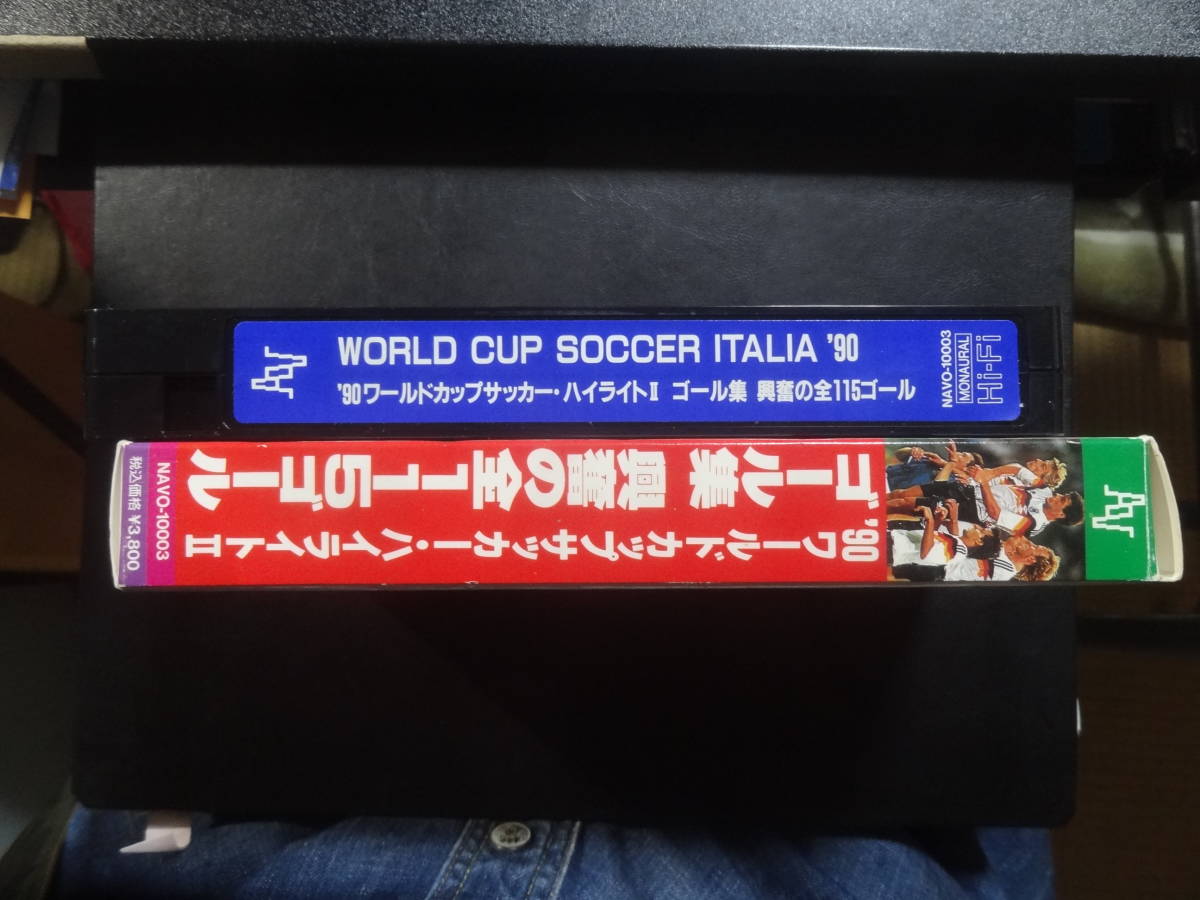 WORLD CUP SOCCER ITALIA '90
'90ワールドカップサッカー・ハイライトⅡ ゴール集 興奮の全115ゴール
NAVO-10003
MONAURAL
Hi-Fi
'90ワールドカップサッカー・ハイライトⅡ
ゴール集 興奮の全115ゴール
NAVO-10003
税込価格 ¥3,800